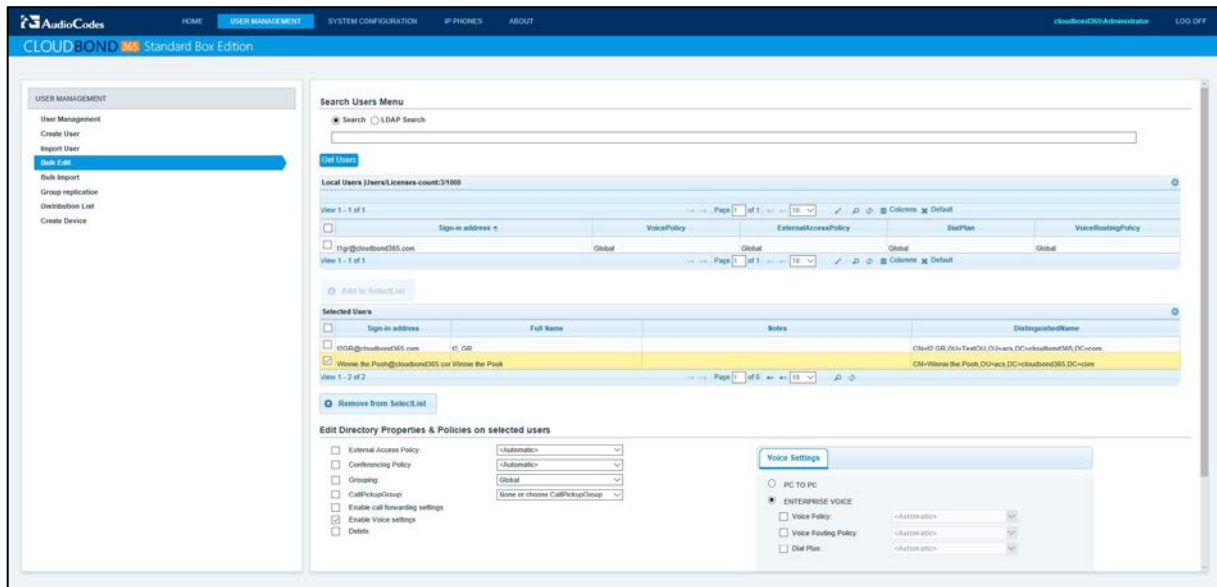 AudioCodes HOME USER MANAGEMENT SYSTEM CONFIGURATION IP PHONES ABOUT cloudbond365\Administrator LOG OFF
CLOUDBOND 365 Standard Box Edition
USER MANAGEMENT
User Management
Create User
Import User
Bulk Edit
Bulk Import
Group replication
Distribution List
Create Device
Search Users Menu
Search LDAP Search
Get Users
Local Users |Users/Licenses-count:3/1000
View 1 - 1 of 1 Page 1 of 1 10 Columns Default
Sign-in address VoicePolicy ExternalAccessPolicy DialPlan VoiceRoutingPolicy
t1gr@cloudbond365.com Global Global Global Global
View 1 - 1 of 1 Page 1 of 1 10 Columns Default
Add to SelectList
Selected Users
Sign-in address Full Name Notes DistinguishedName
t2GR@cloudbond365.com t2, GR CN=t2 GR,OU=TestOU,OU=acs,DC=cloudbond365,DC=com
Winnie.the.Pooh@cloudbond365.cor Winnie the Pooh CN=Winnie the.Pooh,OU=acs,DC=cloudbond365,DC=com
View 1 - 2 of 2 Page 1 of 0 10
Remove from SelectList
Edit Directory Properties & Policies on selected users
External Access Policy: <Automatic>
Conferencing Policy <Automatic>
Grouping: Global
CallPickupGroup: None or choose CallPickupGroup
Enable call forwarding settings
Enable Voice settings
Delete
Voice Settings
PC TO PC
ENTERPRISE VOICE
Voice Policy: <Automatic>
Voice Routing Policy: <Automatic>
Dial Plan: <Automatic>